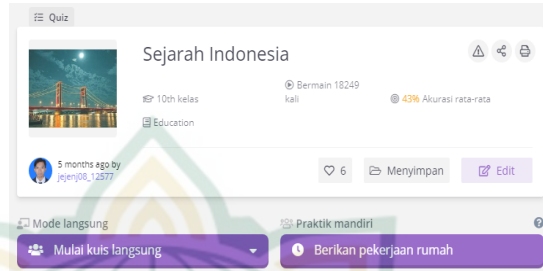 Quiz
Sejarah Indonesia
10th kelas
Bermain 18249 kali
43% Akurasi rata-rata
Education
5 months ago by
jejenj08_12577
6
Menyimpan
Edit
Mode langsung
Praktik mandiri
Mulai kuis langsung
Berikan pekerjaan rumah